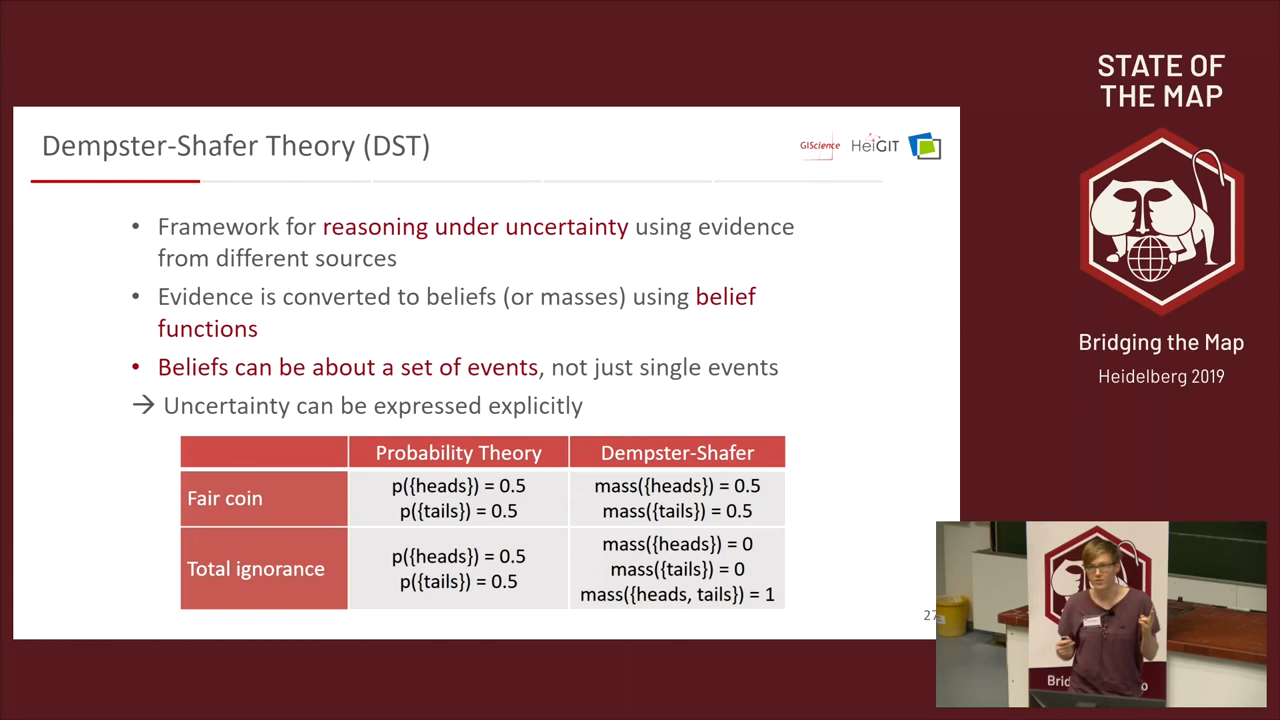 STATE OF
THE MAP
Dempster-Shafer Theory (DST)
GIScience
HeiGIT
• Framework for reasoning under uncertainty using evidence
from different sources
• Evidence is converted to beliefs (or masses) using belief
functions
• Beliefs can be about a set of events, not just single events
→ Uncertainty can be expressed explicitly
Probability Theory
Dempster-Shafer
Fair coin
p({heads}) = 0.5
p({tails}) = 0.5
mass({heads}) = 0.5
mass({tails}) = 0.5
Total ignorance
p({heads}) = 0.5
p({tails}) = 0.5
mass({heads}) = 0
mass({tails}) = 0
mass({heads, tails}) = 1
27
Bridging the Map
Heidelberg 2019